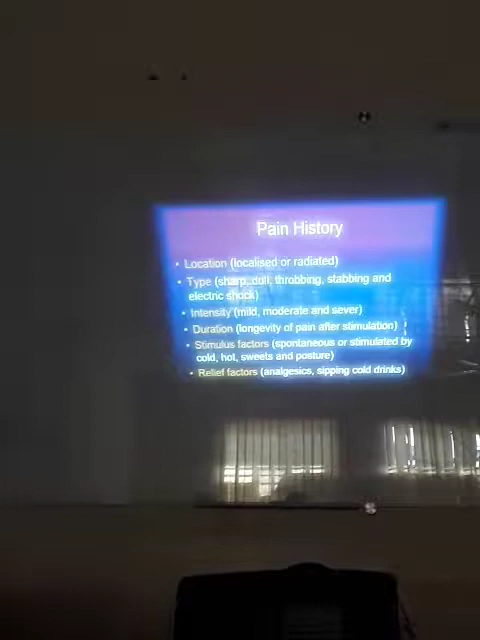 Pain History
• Location (localised or radiated)
• Type (sharp, dull, throbbing, stabbing and
electric shock)
• Intensity (mild, moderate and sever)
• Duration (longevity of pain after stimulation)
• Stimulus factors (spontaneous or stimulated by
cold, hot, sweets and posture)
• Relief factors (analgesics, sipping cold drinks)